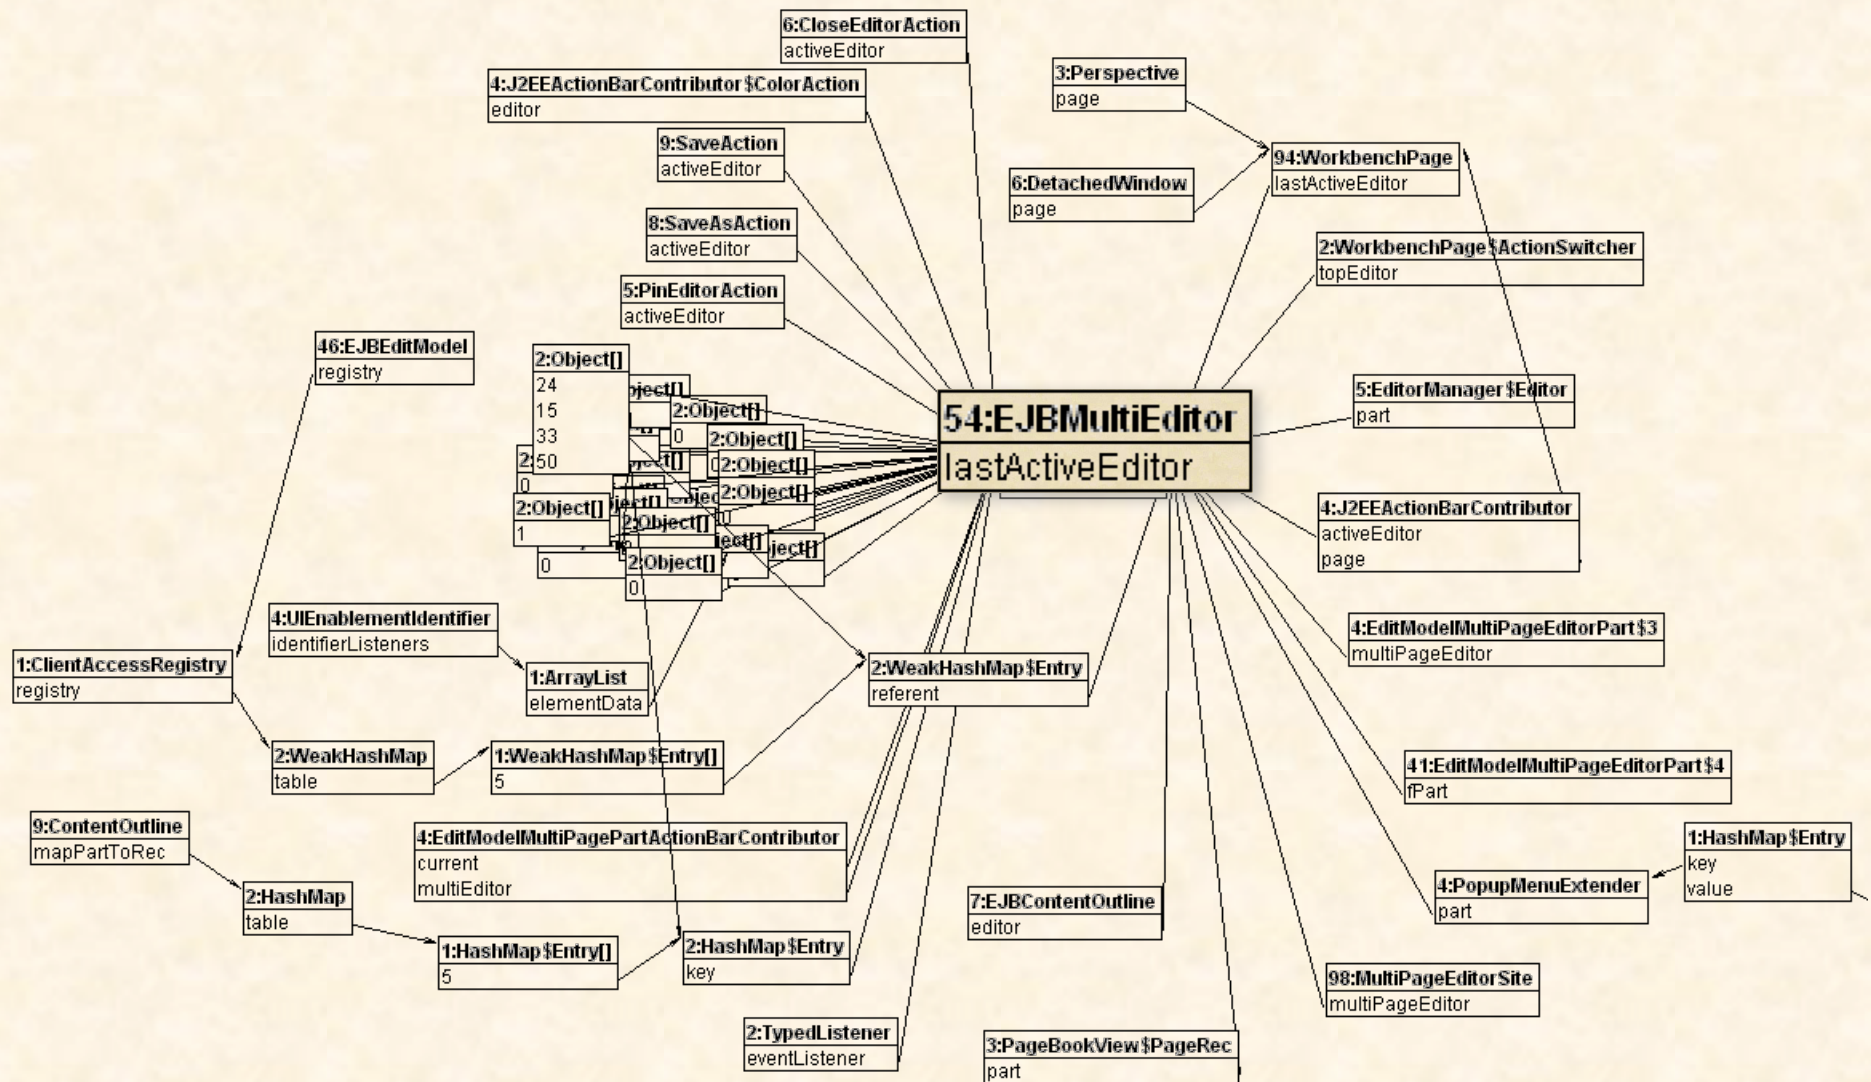 6:CloseEditorAction
activeEditor
4:J2EEActionBarContributor$ColorAction
editor
3:Perspective
page
9:SaveAction
activeEditor
94:WorkbenchPage
lastActiveEditor
6:DetachedWindow
page
8:SaveAsAction
activeEditor
2:WorkbenchPage$ActionSwitcher
topEditor
5:PinEditorAction
activeEditor
46:EJBEditModel
registry
2:Object[]
24
15
33
50
2:Object[]
0
2:Object[]
2:Object[]
2:Object[]
0
0
2:Object[]
1
2:Object[]
0
2:Object[]
0
54:EJBMultiEditor
lastActiveEditor
5:EditorManager$Editor
part
4:J2EEActionBarContributor
activeEditor
page
4:UIEnablementIdentifier
identifierListeners
4:EditModelMultiPageEditorPart$3
multiPageEditor
1:ClientAccessRegistry
registry
1:ArrayList
elementData
2:WeakHashMap$Entry
referent
2:WeakHashMap
table
1:WeakHashMap$Entry[]
5
41:EditModelMultiPageEditorPart$4
fPart
9:ContentOutline
mapPartToRec
4:EditModelMultiPagePartActionBarContributor
current
multiEditor
1:HashMap$Entry
key
value
2:HashMap
table
7:EJBContentOutline
editor
4:PopupMenuExtender
part
1:HashMap$Entry[]
5
2:HashMap$Entry
key
98:MultiPageEditorSite
multiPageEditor
2:TypedListener
eventListener
3:PageBookView$PageRec
part